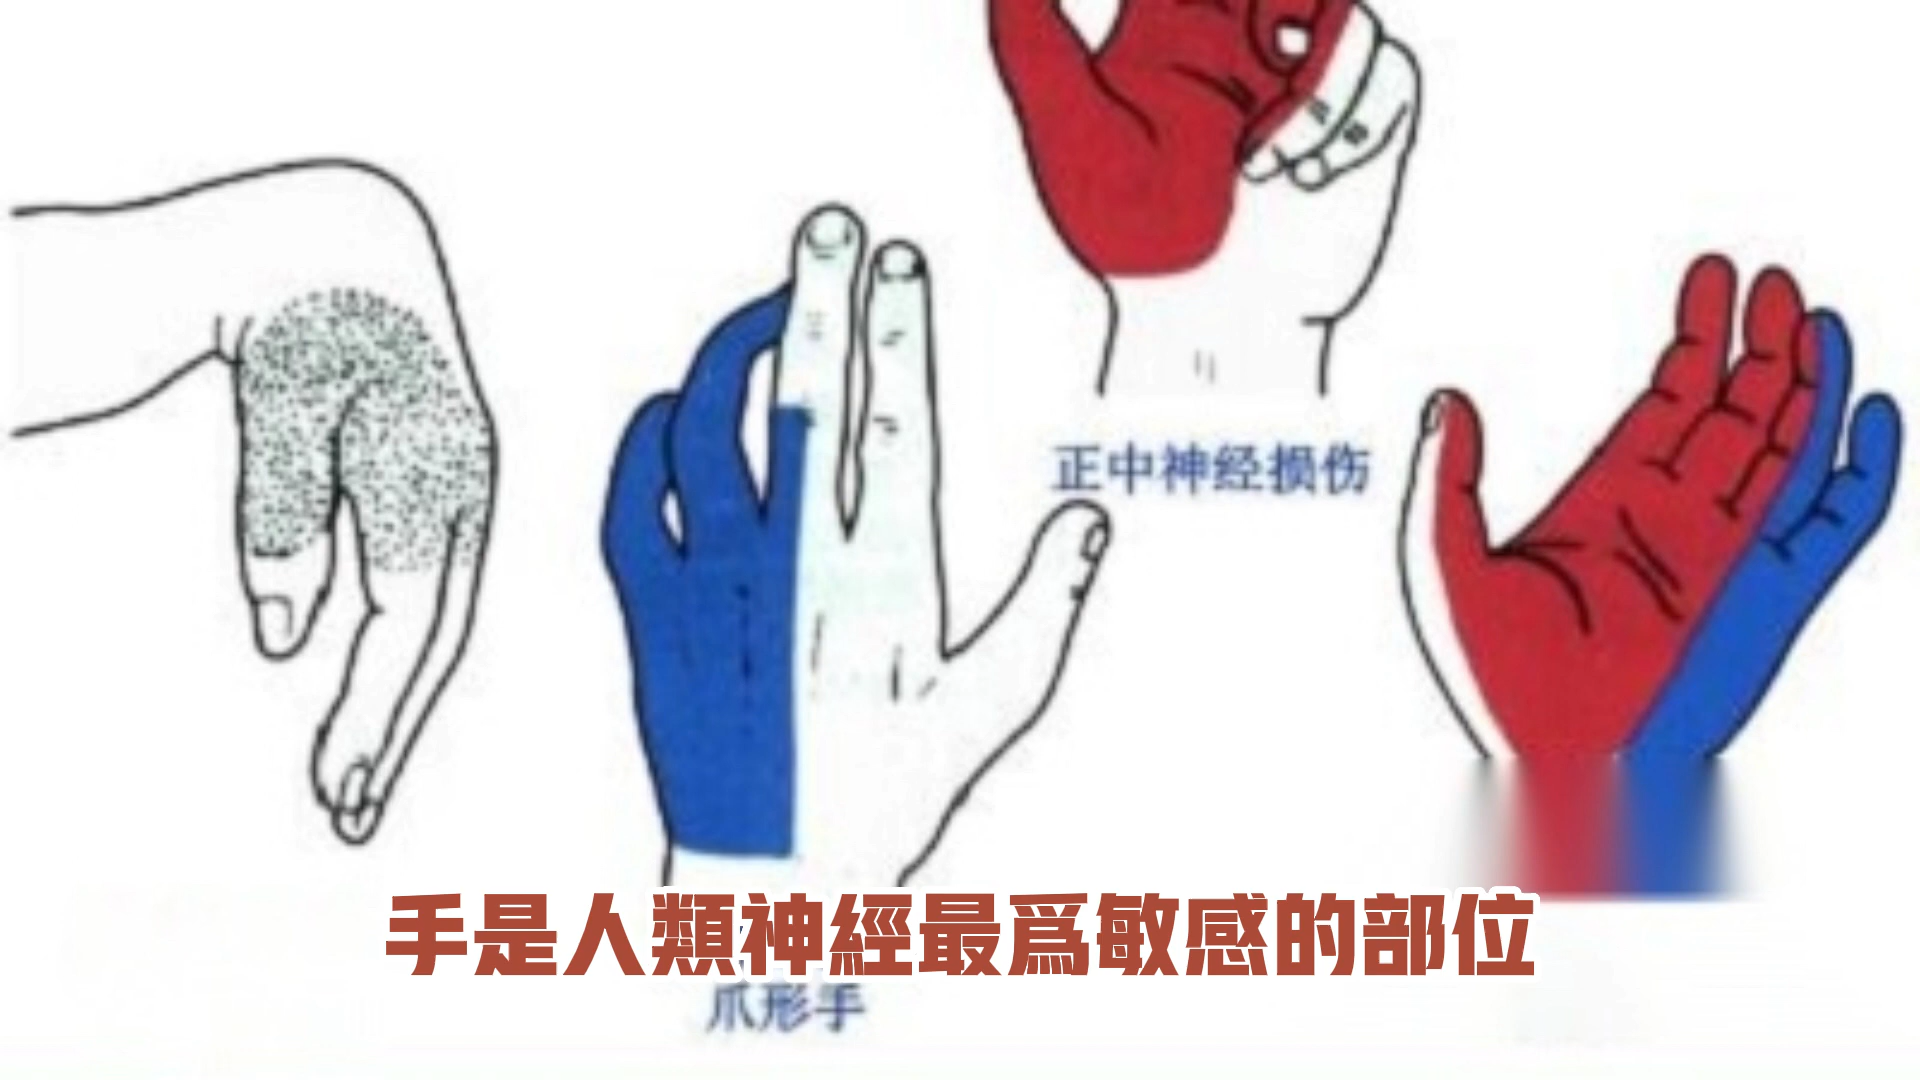 正中神经损伤
手是人類神經最爲敏感的部位
爪形手